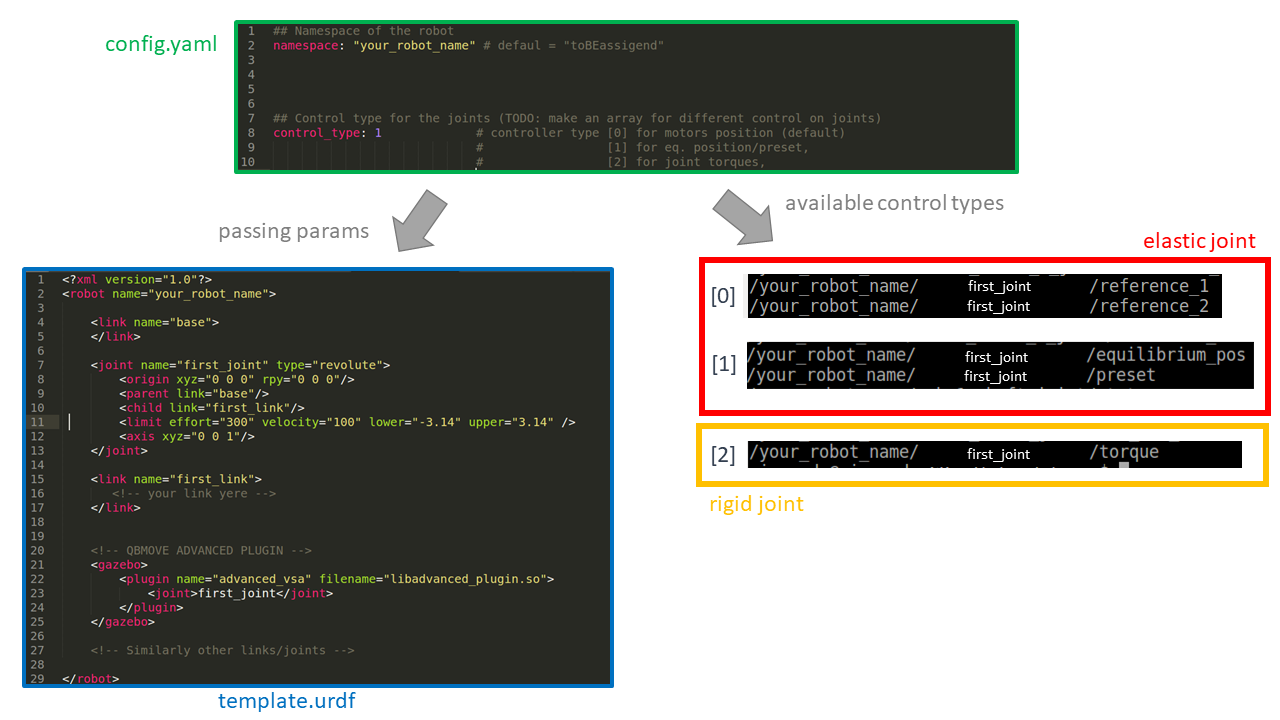 config.yaml
1 ## Namespace of the robot
2 namespace: "your_robot_name" # defaul = "toBEassigend"
3
4
5
6
7 ## Control type for the joints (TODO: make an array for different control on joints)
8 control_type: 1 # controller type [0] for motors position (default)
9 # [1] for eq. position/preset,
10 # [2] for joint torques,
passing params
available control types
elastic joint
[0] /your_robot_name/ first_joint /reference_1
/your_robot_name/ first_joint /reference_2
[1] /your_robot_name/ first_joint /equilibrium_pos
/your_robot_name/ first_joint /preset
[2] /your_robot_name/ first_joint /torque
rigid joint
1 <?xml version="1.0"?>
2 <robot name="your_robot_name">
3
4 <link name="base">
5 </link>
6
7 <joint name="first_joint" type="revolute">
8 <origin xyz="0 0 0" rpy="0 0 0"/>
9 <parent link="base"/>
10 <child link="first_link"/>
11 <limit effort="300" velocity="100" lower="-3.14" upper="3.14" />
12 <axis xyz="0 0 1"/>
13 </joint>
14
15 <link name="first_link">
16 <!-- your link yere -->
17 </link>
18
19
20 <!-- QBMOVE ADVANCED PLUGIN -->
21 <gazebo>
22 <plugin name="advanced_vsa" filename="libadvanced_plugin.so">
23 <joint>first_joint</joint>
24 </plugin>
25 </gazebo>
26
27 <!-- Similarly other links/joints -->
28
29 </robot>
template.urdf